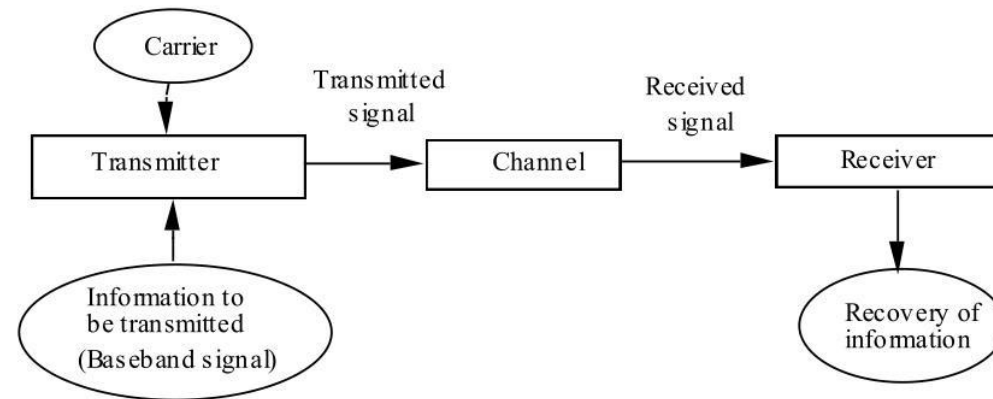 Carrier
Transmitted
signal
Received
signal
Transmitter
Channel
Receiver
Information to
be transmitted
(Baseband signal)
Recovery of
information